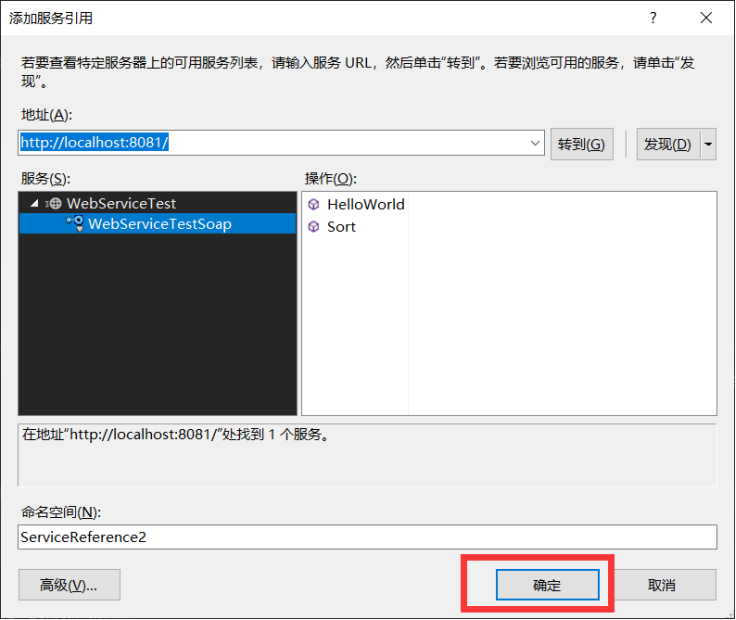 添加服务引用
?
若要查看特定服务器上的可用服务列表，请输入服务 URL，然后单击“转到”。若要浏览可用的服务，请单击“发
现”。
地址(A):
http://localhost:8081/
转到(G)
发现(D)
服务(S):
操作(O):
WebServiceTest
WebServiceTestSoap
HelloWorld
Sort
在地址“http://localhost:8081/”处找到 1 个服务。
命名空间(N):
ServiceReference2
高级(V)...
确定
取消